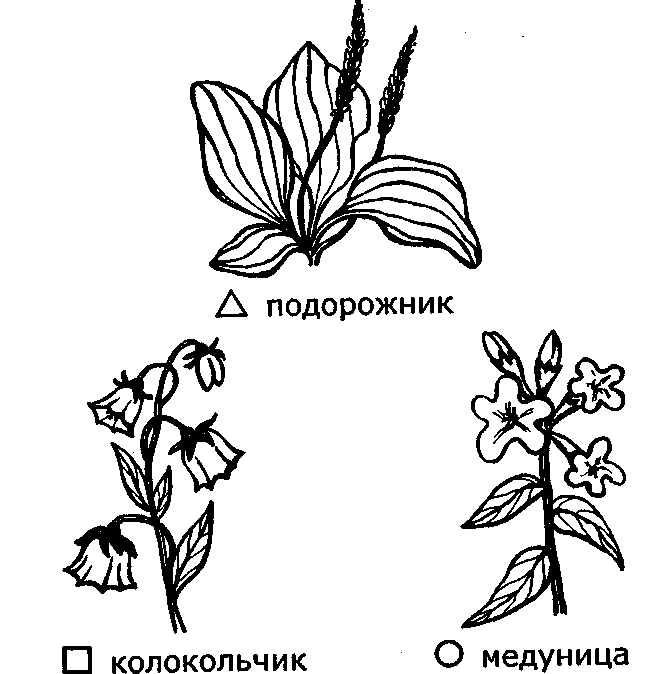 △ подорожник
□ колокольчик
○ медуница